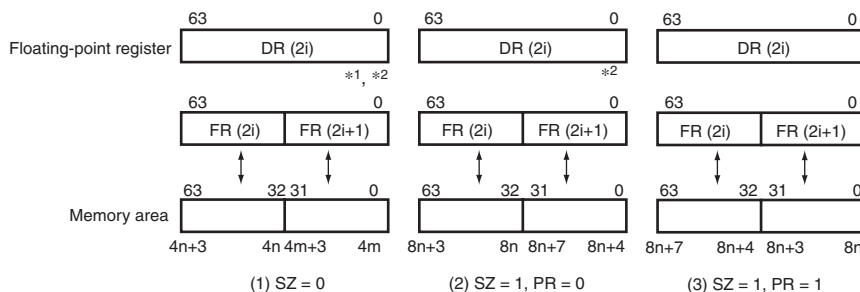 63 0 63 0 63 0
Floating-point register DR (2i) DR (2i) DR (2i)
*1, *2 *2
63 0 63 0 63 0
FR (2i) FR (2i+1) FR (2i) FR (2i+1) FR (2i) FR (2i+1)
63 32 31 0 63 32 31 0 63 32 31 0
Memory area
4n+3 4n 4m+3 4m 8n+3 8n 8n+7 8n+4 8n+7 8n+4 8n+3 8n
(1) SZ = 0 (2) SZ = 1, PR = 0 (3) SZ = 1, PR = 1